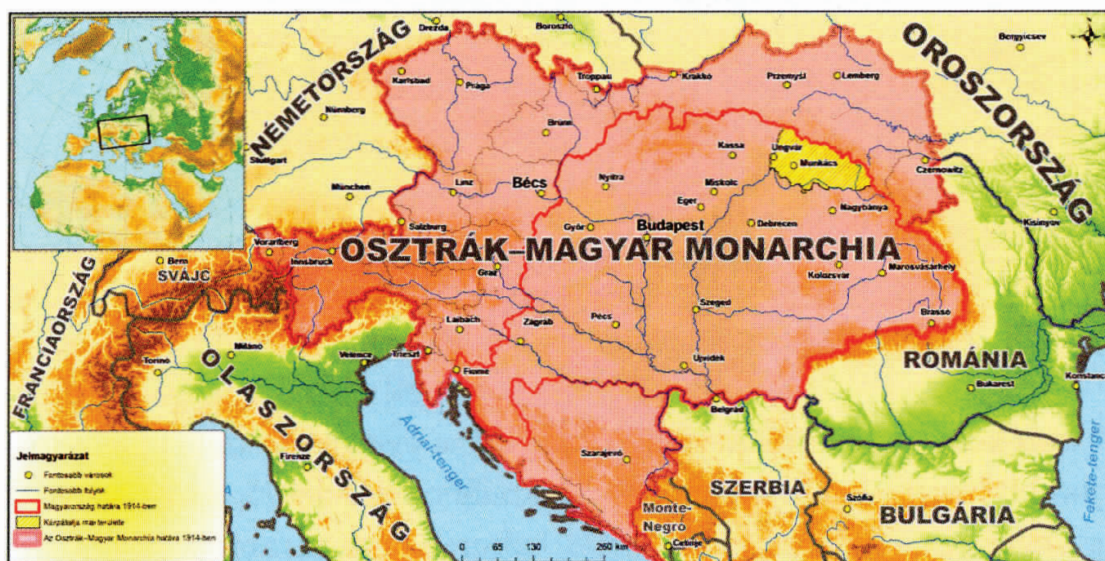 Drezda
Boroszló
NÉMETORSZÁG
OROSZORSZÁG
Bergyicsev
Karlsbad
Prága
Troppau
Krakkó
Przemyśl
Lemberg
Nürnberg
Brünn
Stuttgart
Kassa
Ungvár
Munkács
Czernowitz
München
Linz
Bécs
Nyitra
Miskolc
Eger
Nagybánya
Kisinyov
Salzburg
Győr
Budapest
Debrecen
Vorarlberg
Innsbruck
OSZTRÁK–MAGYAR MONARCHIA
Bern
SVÁJC
Graz
Kolozsvár
Marosvásárhely
FRANCIAORSZÁG
Szeged
Laibach
Zágráb
Pécs
Brassó
Milánó
Velence
Trieszt
Torinó
OLASZORSZÁG
Fiume
Újvidék
ROMÁNIA
Bukarest
Konstanca
Belgrád
Adriai-tenger
Fekete-tenger
Szarajevó
Firenze
SZERBIA
Szófia
BULGÁRIA
Monte-
Negró
Cetinje
Jelmagyarázat
Fontosabb városok
Fontosabb folyók
Magyarország határa 1914-ben
Kárpátalja mai területe
Az Osztrák–Magyar Monarchia határa 1914-ben
0 65 130 260 km